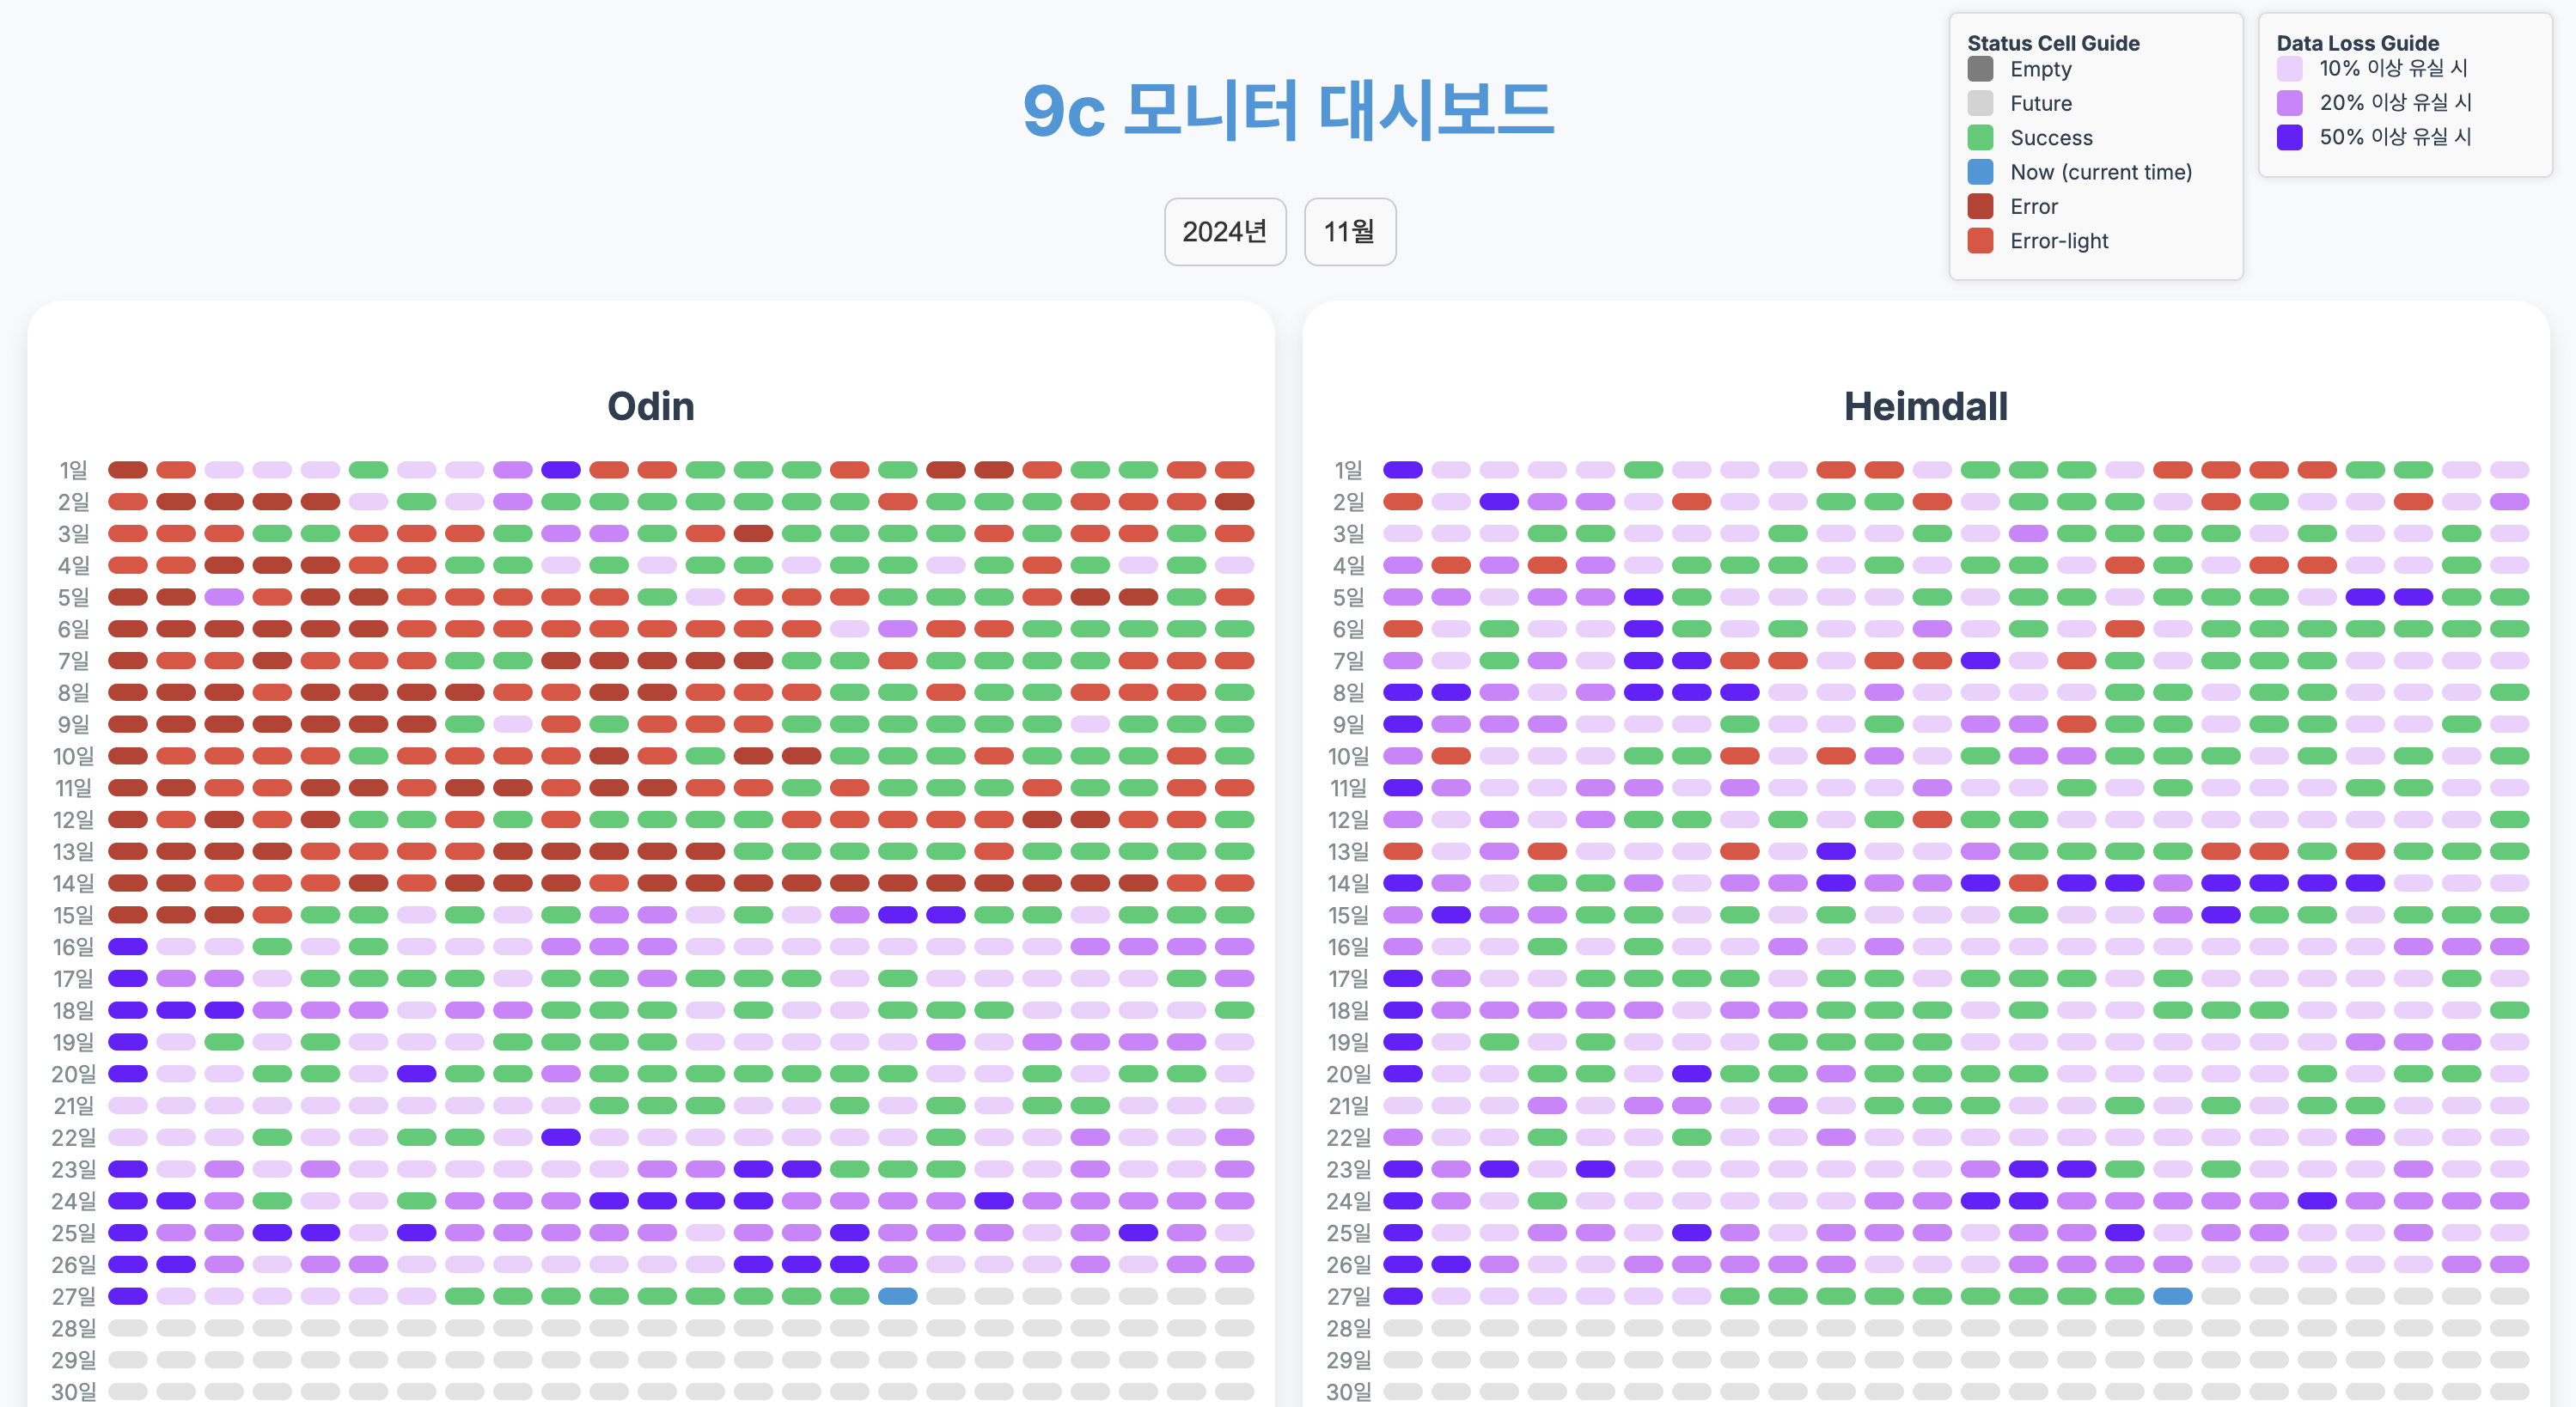 9c 모니터 대시보드
2024년
11월
Status Cell Guide
Empty
Future
Success
Now (current time)
Error
Error-light
Data Loss Guide
10% 이상 유실 시
20% 이상 유실 시
50% 이상 유실 시
Odin
1일
2일
3일
4일
5일
6일
7일
8일
9일
10일
11일
12일
13일
14일
15일
16일
17일
18일
19일
20일
21일
22일
23일
24일
25일
26일
27일
28일
29일
30일
Heimdall
1일
2일
3일
4일
5일
6일
7일
8일
9일
10일
11일
12일
13일
14일
15일
16일
17일
18일
19일
20일
21일
22일
23일
24일
25일
26일
27일
28일
29일
30일